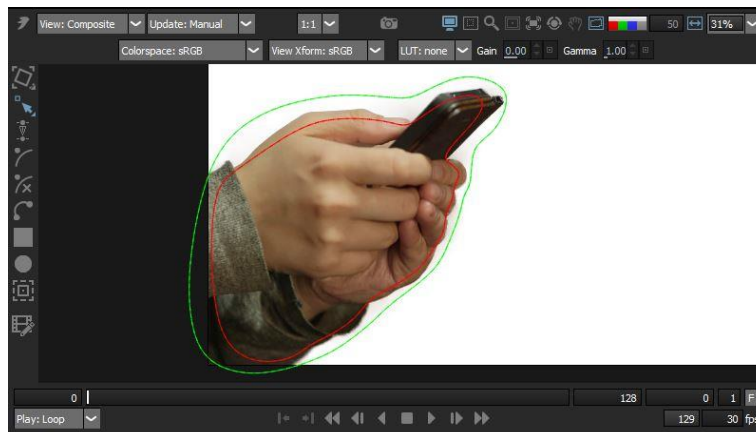 View: Composite Update: Manual 1:1 50 31%
Colorspace: sRGB View Xform: sRGB LUT: none Gain 0.00 Gamma 1.00
0 128 0 1 F
Play: Loop 129 30 fps